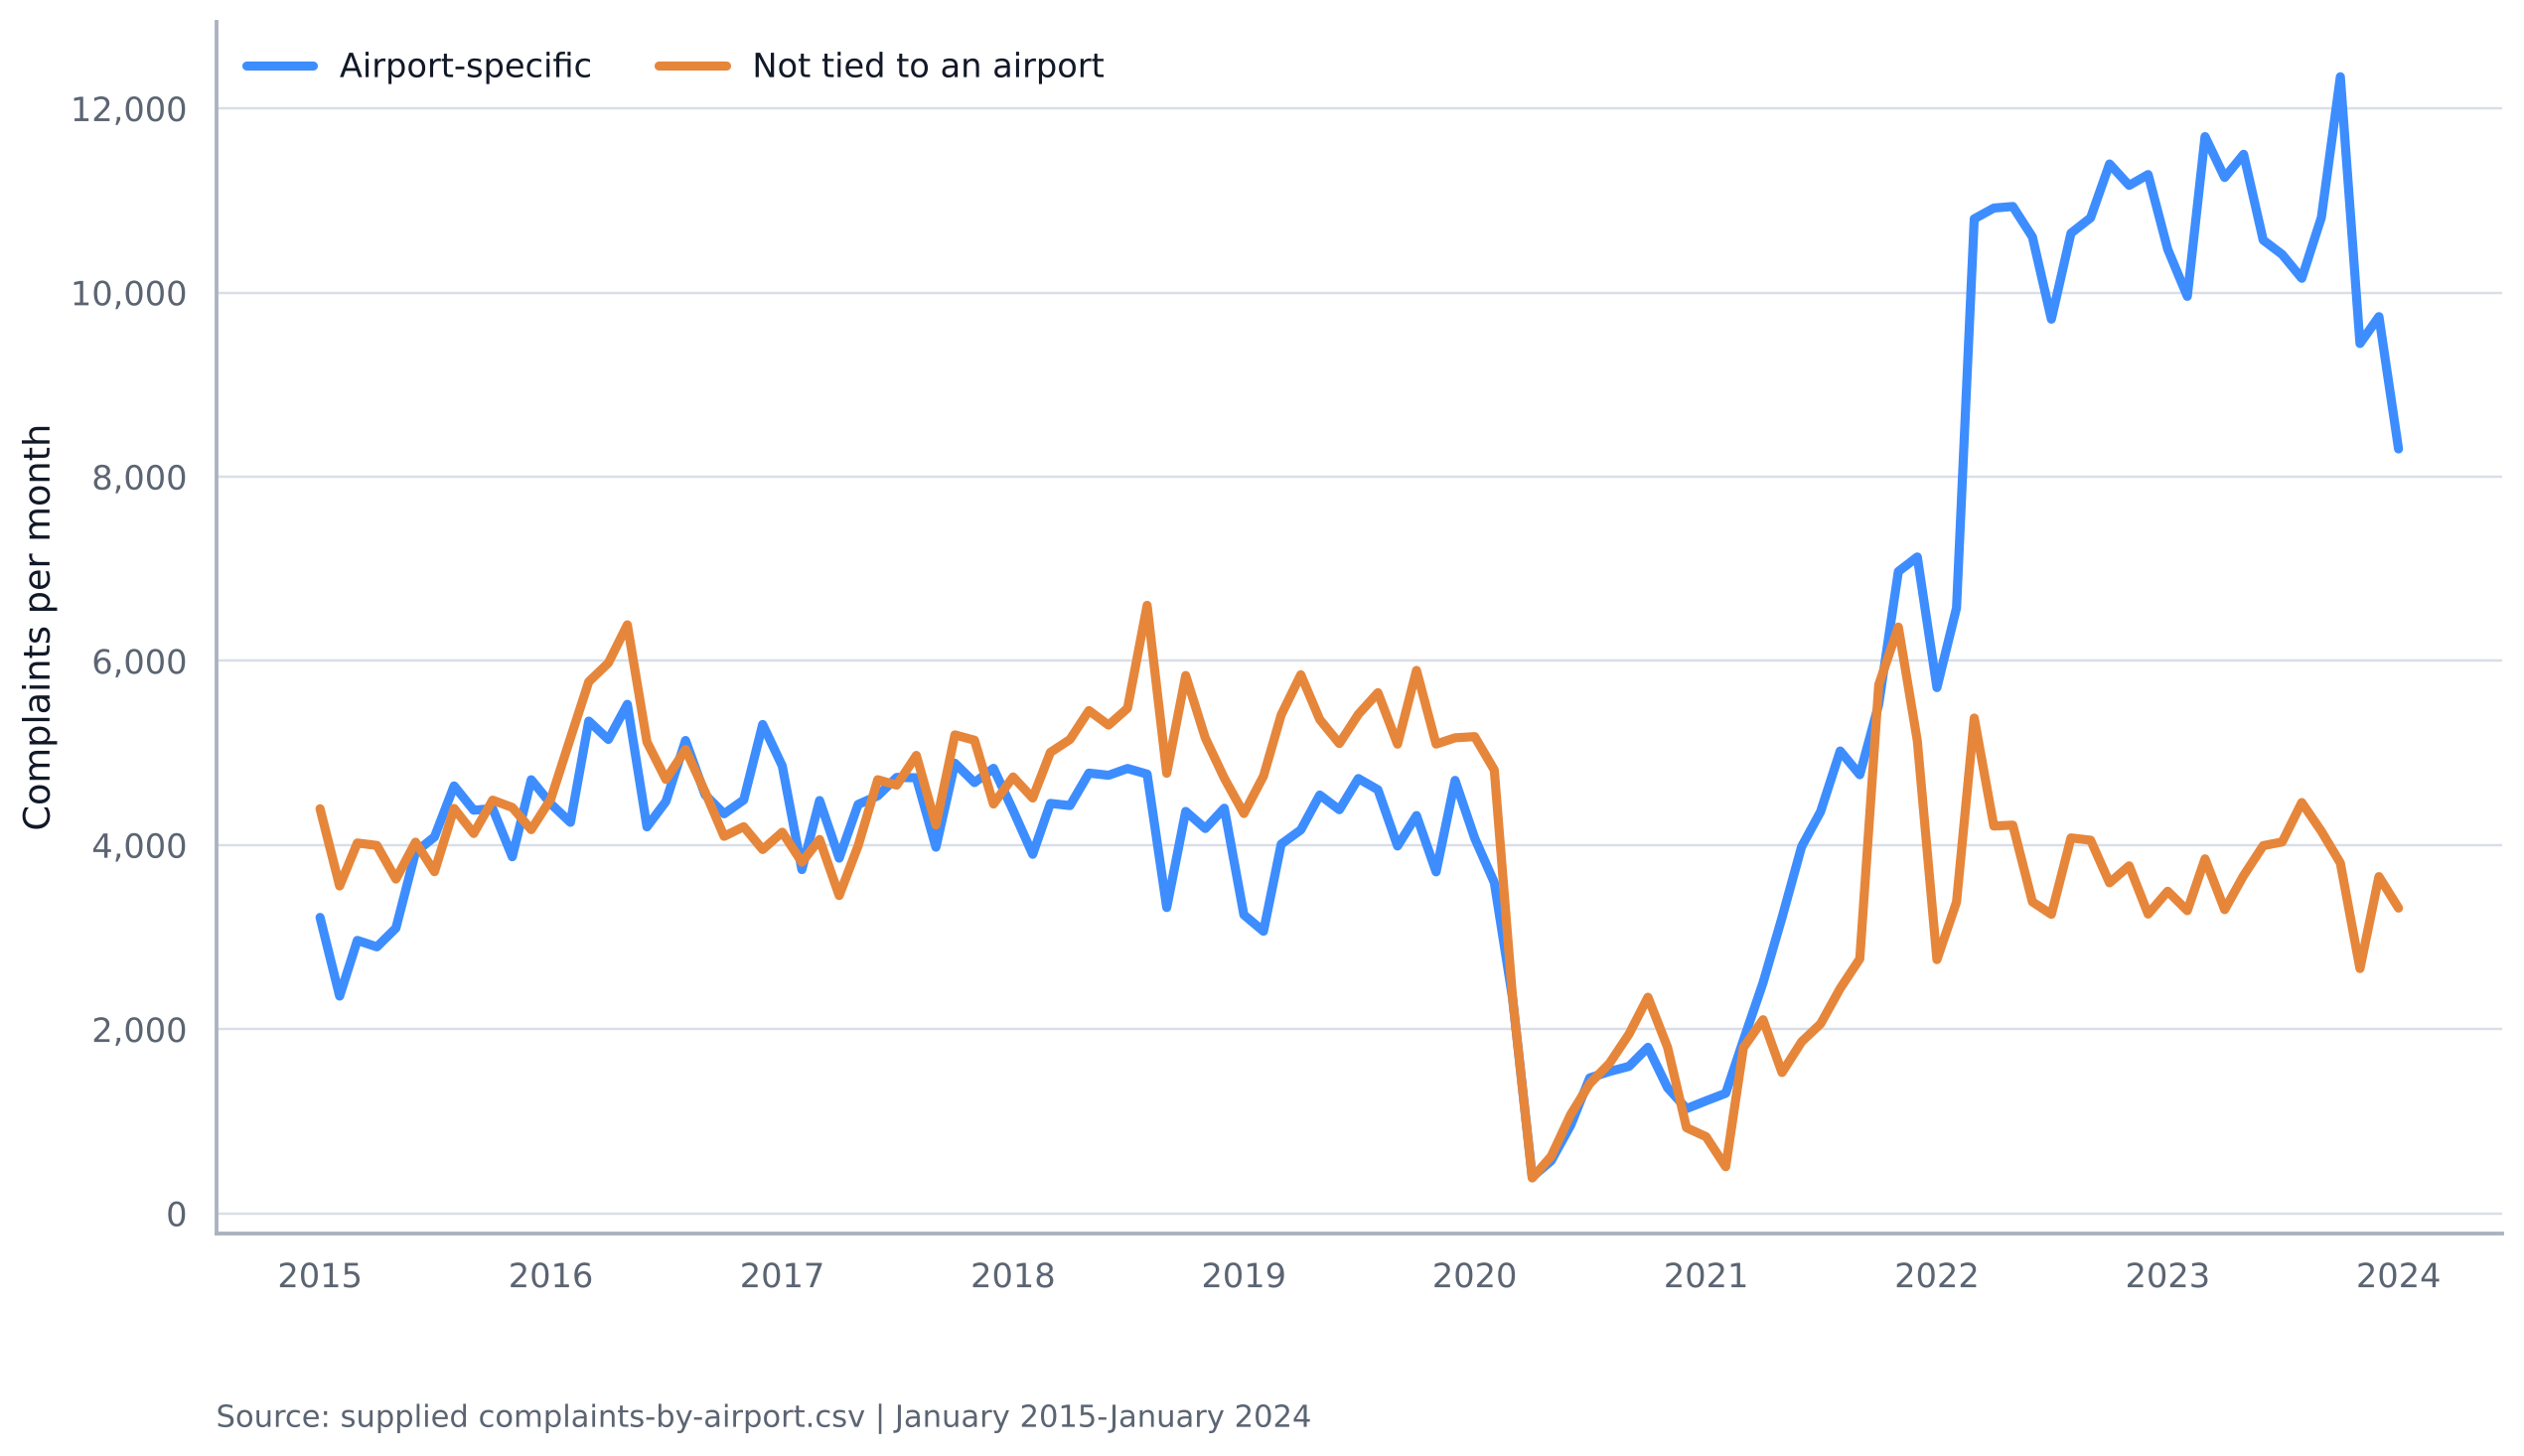 Airport-specific Not tied to an airport
12,000
10,000
8,000
6,000
4,000
2,000
0
Complaints per month
2015 2016 2017 2018 2019 2020 2021 2022 2023 2024
Source: supplied complaints-by-airport.csv | January 2015-January 2024